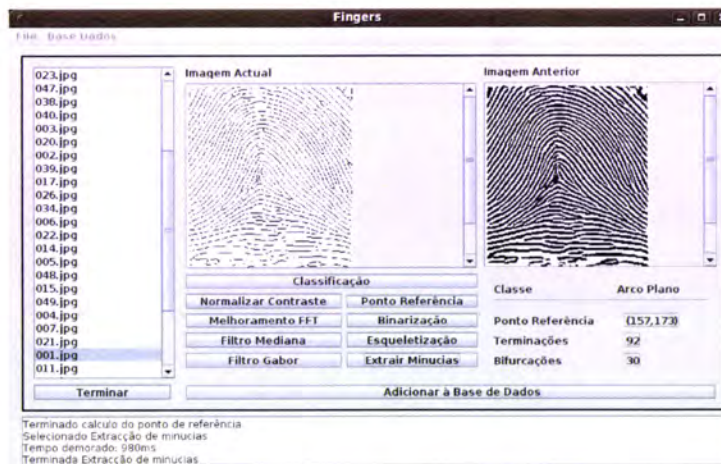 Fingers
File Base Dados
023.jpg
047.jpg
038.jpg
040.jpg
003.jpg
020.jpg
002.jpg
039.jpg
017.jpg
026.jpg
034.jpg
006.jpg
022.jpg
014.jpg
005.jpg
048.jpg
015.jpg
049.jpg
004.jpg
007.jpg
021.jpg
001.jpg
011.jpg
Terminar
Imagem Actual
Imagem Anterior
Classificação
Normalizar Contraste
Ponto Referência
Melhoramento FFT
Binarização
Filtro Mediana
Esqueletização
Filtro Gabor
Extrair Minucias
Classe Arco Plano
Ponto Referência (157,173)
Terminações 92
Bifurcações 30
Adicionar à Base de Dados
Terminado calculo do ponto de referência
Selecionado Extracção de minucias
Tempo demorado: 980ms
Terminada Extracção de minucias